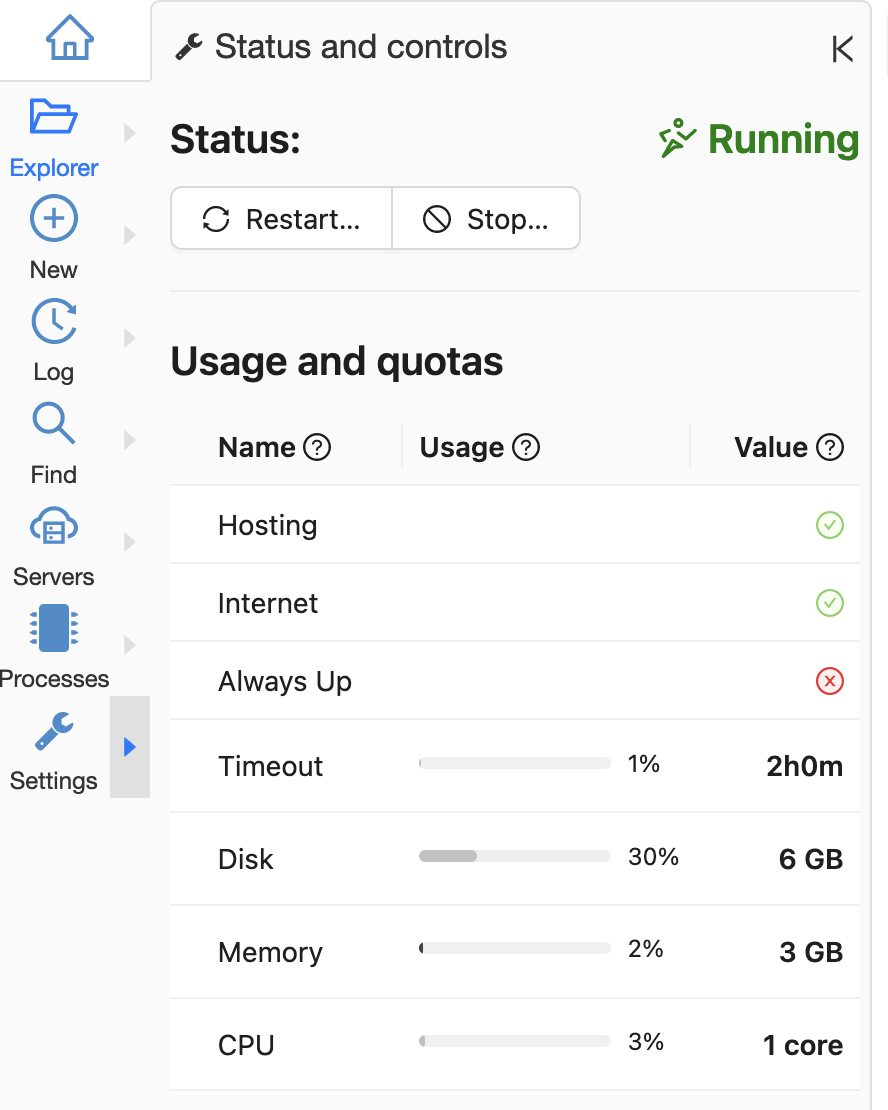 Status and controls
Explorer
New
Log
Find
Servers
Processes
Settings
Status:
Running
Restart...
Stop...
Usage and quotas
Name Usage Value
Hosting
Internet
Always Up
Timeout 1% 2h0m
Disk 30% 6 GB
Memory 2% 3 GB
CPU 3% 1 core